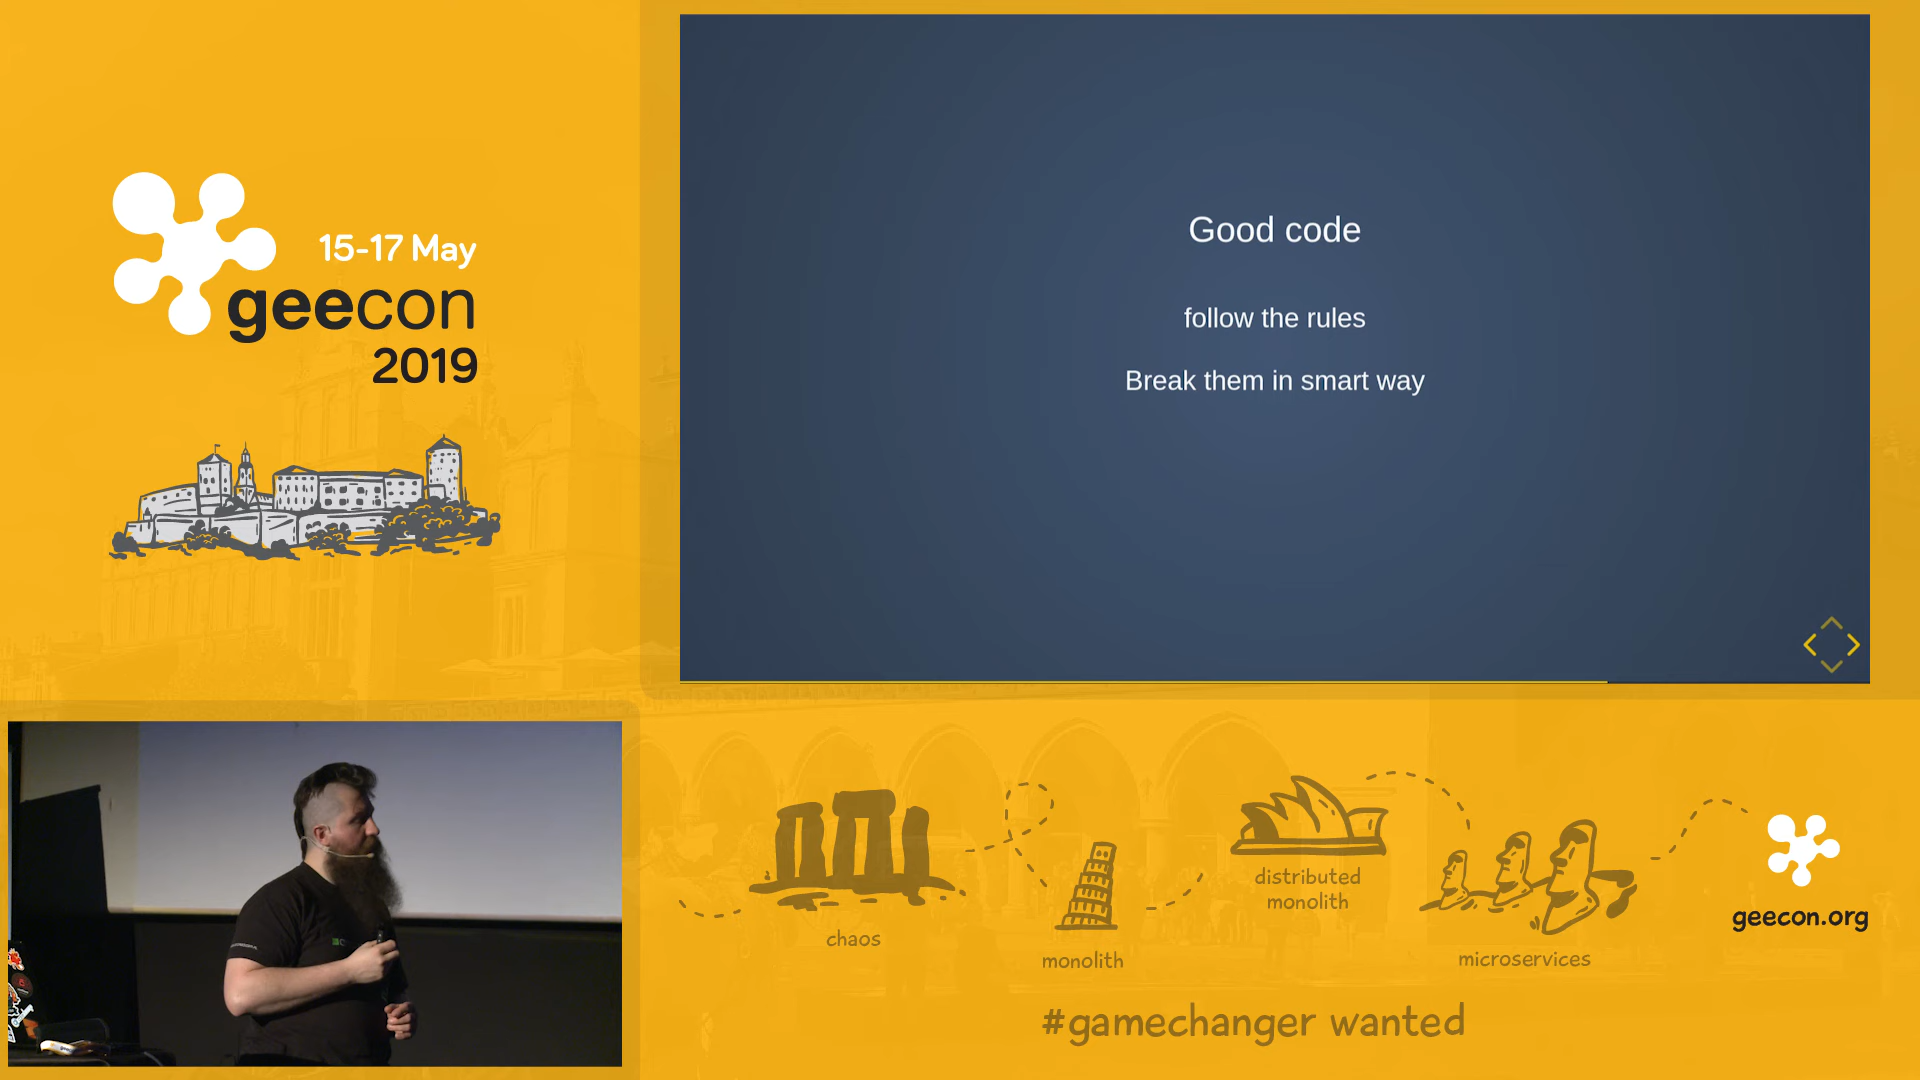 15-17 May
geecon
2019
Good code
follow the rules
Break them in smart way
chaos
monolith
distributed
monolith
microservices
geecon.org
#gamechanger wanted